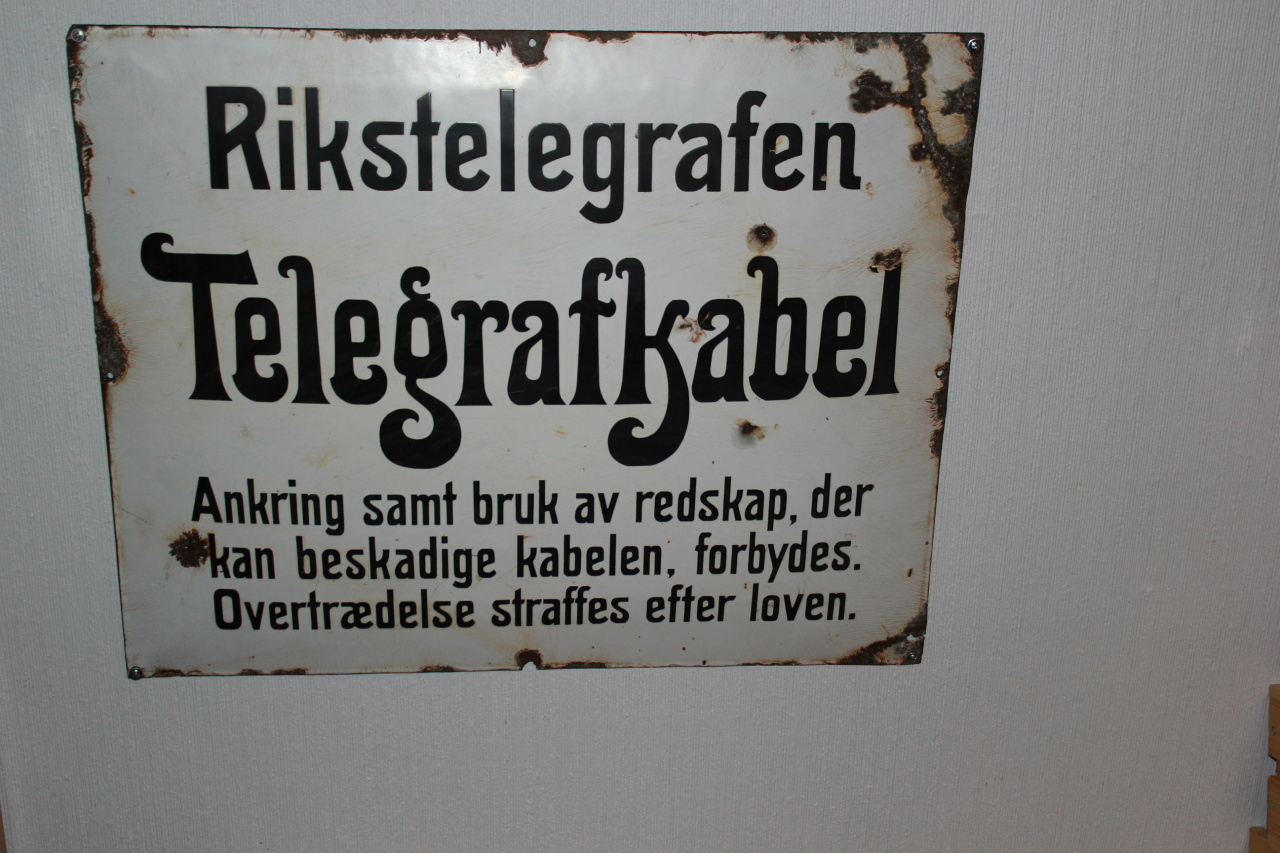 Rikstelegrafen
Telegrafkabel
Ankring samt bruk av redskap, der
kan beskadige kabelen, forbydes.
Overtrædelse straffes efter loven.